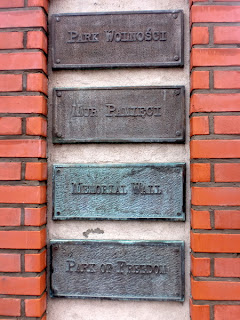 Park Wolności
Mur Pamięci
Memorial Wall
Park of Freedom